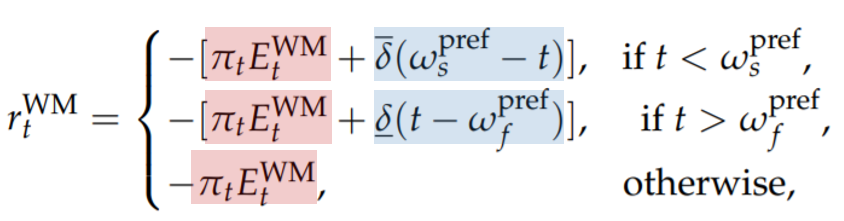 −[π_t E_t^WM + δ̅(ω_s^pref − t)], if t < ω_s^pref,
r_t^WM = { −[π_t E_t^WM + δ̲(t − ω_f^pref)], if t > ω_f^pref,
−π_t E_t^WM, otherwise,